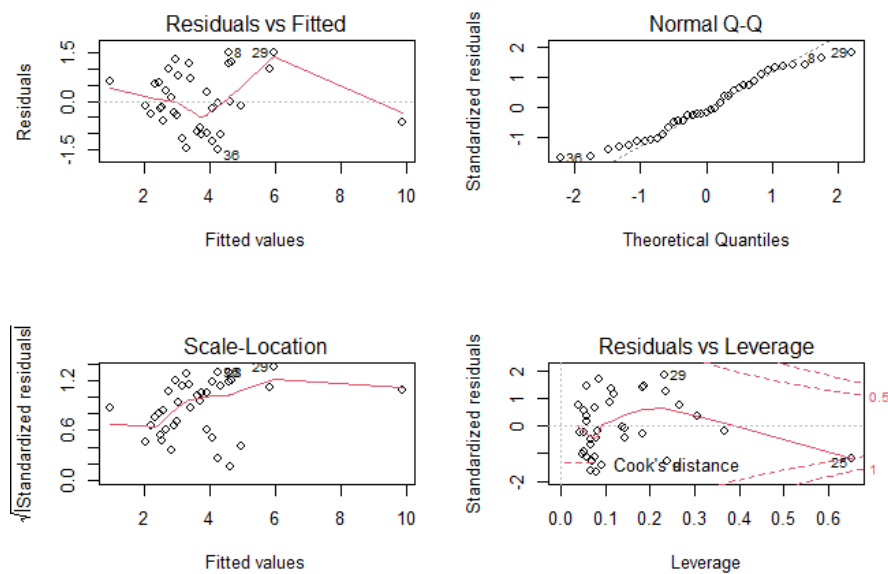 Residuals vs Fitted
Residuals
1.5
0.0
-1.5
8
29
36
2 4 6 8 10
Fitted values
Normal Q-Q
Standardized residuals
2
1
0
-1
8
29
36
-2 -1 0 1 2
Theoretical Quantiles
Scale-Location
√|Standardized residuals|
1.2
0.6
0.0
29
8
2 4 6 8 10
Fitted values
Residuals vs Leverage
Standardized residuals
2
1
0
-2
29
25
0.5
1
Cook's distance
0.0 0.1 0.2 0.3 0.4 0.5 0.6
Leverage